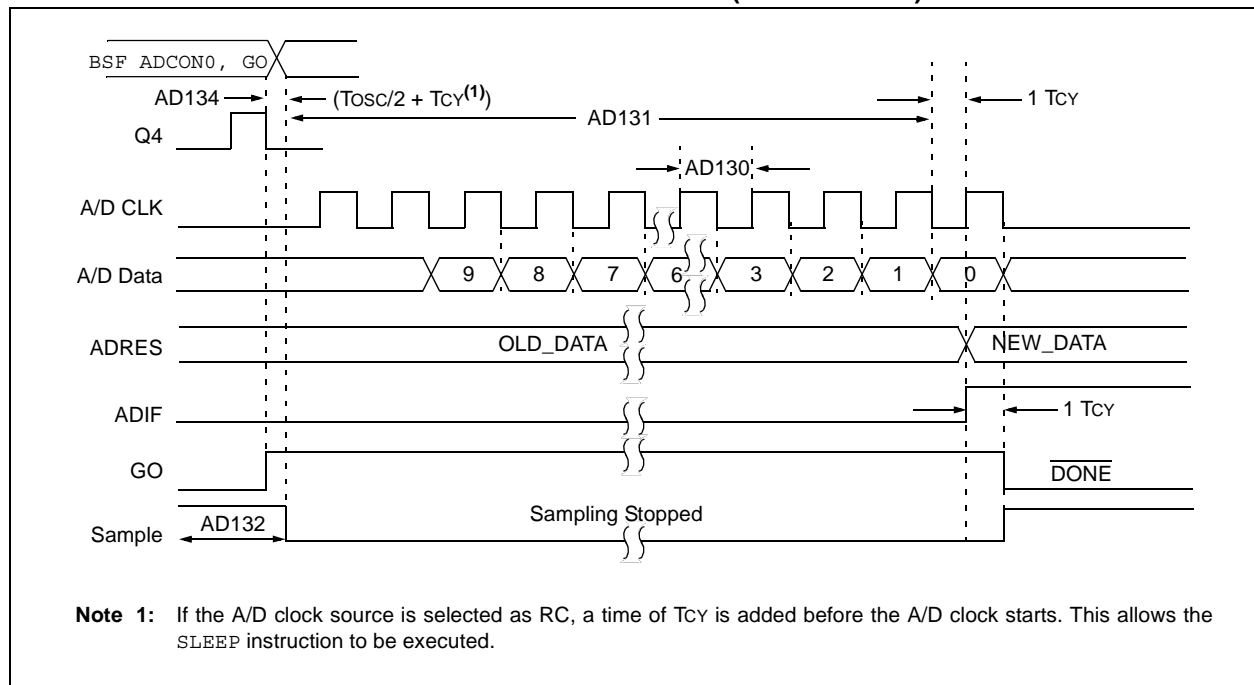 BSF ADCON0, GO
AD134
(TOSC/2 + TCY(1))
1 TCY
AD131
Q4
AD130
A/D CLK
A/D Data
9
8
7
6
3
2
1
0
ADRES
OLD_DATA
NEW_DATA
ADIF
1 TCY
GO
DONE
Sample
AD132
Sampling Stopped
Note 1: If the A/D clock source is selected as RC, a time of TCY is added before the A/D clock starts. This allows the
SLEEP instruction to be executed.